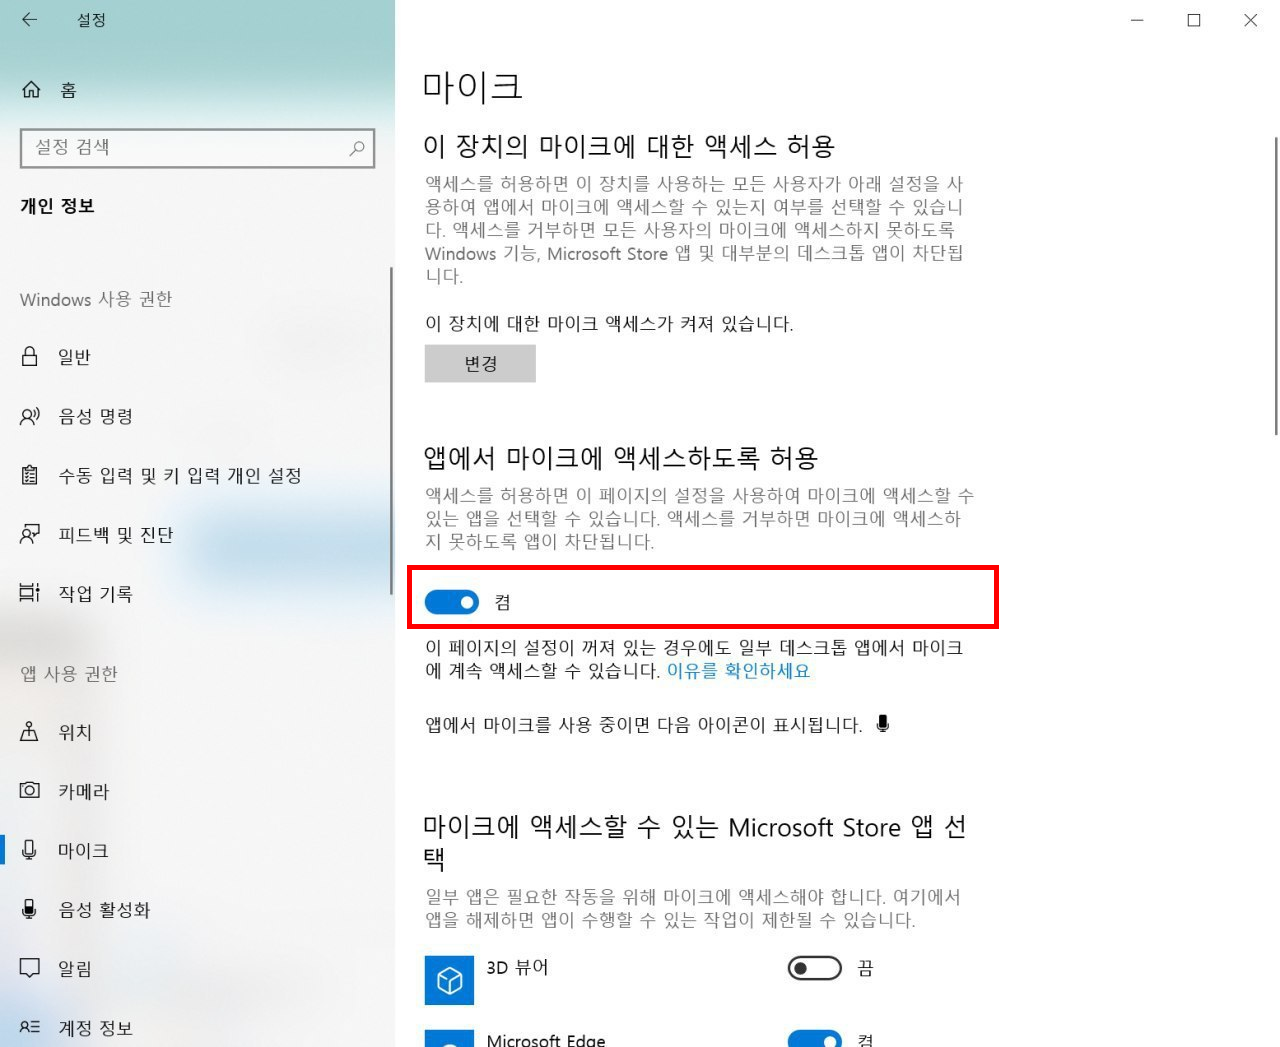 설정
홈
설정 검색
개인 정보
Windows 사용 권한
일반
음성 명령
수동 입력 및 키 입력 개인 설정
피드백 및 진단
작업 기록
앱 사용 권한
위치
카메라
마이크
음성 활성화
알림
계정 정보
마이크
이 장치의 마이크에 대한 액세스 허용
액세스를 허용하면 이 장치를 사용하는 모든 사용자가 아래 설정을 사
용하여 앱에서 마이크에 액세스할 수 있는지 여부를 선택할 수 있습니
다. 액세스를 거부하면 모든 사용자의 마이크에 액세스하지 못하도록
Windows 기능, Microsoft Store 앱 및 대부분의 데스크톱 앱이 차단됩
니다.
이 장치에 대한 마이크 액세스가 켜져 있습니다.
변경
앱에서 마이크에 액세스하도록 허용
액세스를 허용하면 이 페이지의 설정을 사용하여 마이크에 액세스할 수
있는 앱을 선택할 수 있습니다. 액세스를 거부하면 마이크에 액세스하
지 못하도록 앱이 차단됩니다.
켬
이 페이지의 설정이 꺼져 있는 경우에도 일부 데스크톱 앱에서 마이크
에 계속 액세스할 수 있습니다. 이유를 확인하세요
앱에서 마이크를 사용 중이면 다음 아이콘이 표시됩니다.
마이크에 액세스할 수 있는 Microsoft Store 앱 선
택
일부 앱은 필요한 작동을 위해 마이크에 액세스해야 합니다. 여기에서
앱을 해제하면 앱이 수행할 수 있는 작업이 제한될 수 있습니다.
3D 뷰어 끔
Microsoft Edge 켬